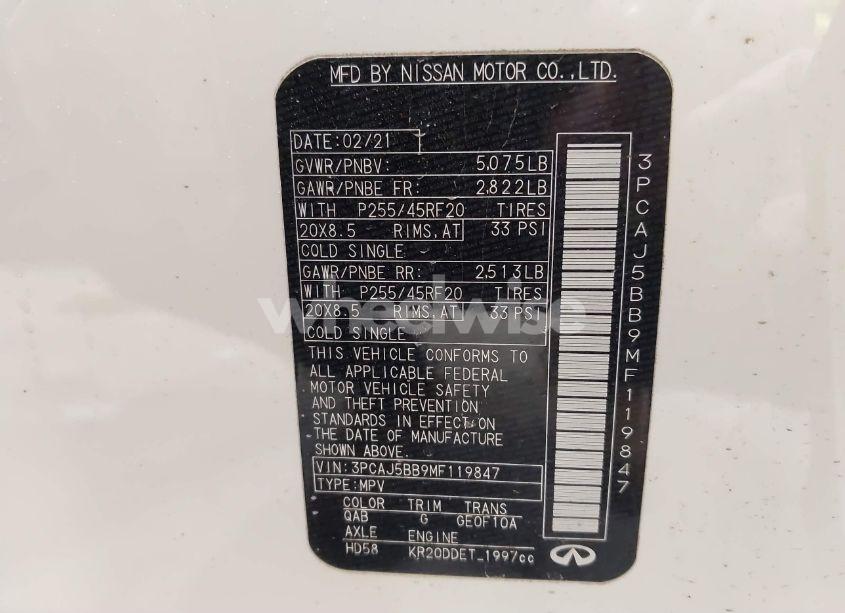 MFD BY NISSAN MOTOR CO.,LTD.
DATE:02/21
GVWR/PNBV: 5,075LB
GAWR/PNBE FR: 2,822LB
WITH P255/45RF20 TIRES
20X8.5 RIMS,AT 33 PSI
COLD SINGLE
GAWR/PNBE RR: 2,513LB
WITH P255/45RF20 TIRES
20X8.5 RIMS,AT 33 PSI
COLD SINGLE
THIS VEHICLE CONFORMS TO
ALL APPLICABLE FEDERAL
MOTOR VEHICLE SAFETY
AND THEFT PREVENTION
STANDARDS IN EFFECT ON
THE DATE OF MANUFACTURE
SHOWN ABOVE.
VIN:3PCAJ5BB9MF119847
TYPE:MPV
COLOR TRIM TRANS
QAB G GE0F10A
AXLE ENGINE
HD58 KR20DDET_1997cc
3PCAJ5BB9MF119847
wheelwise